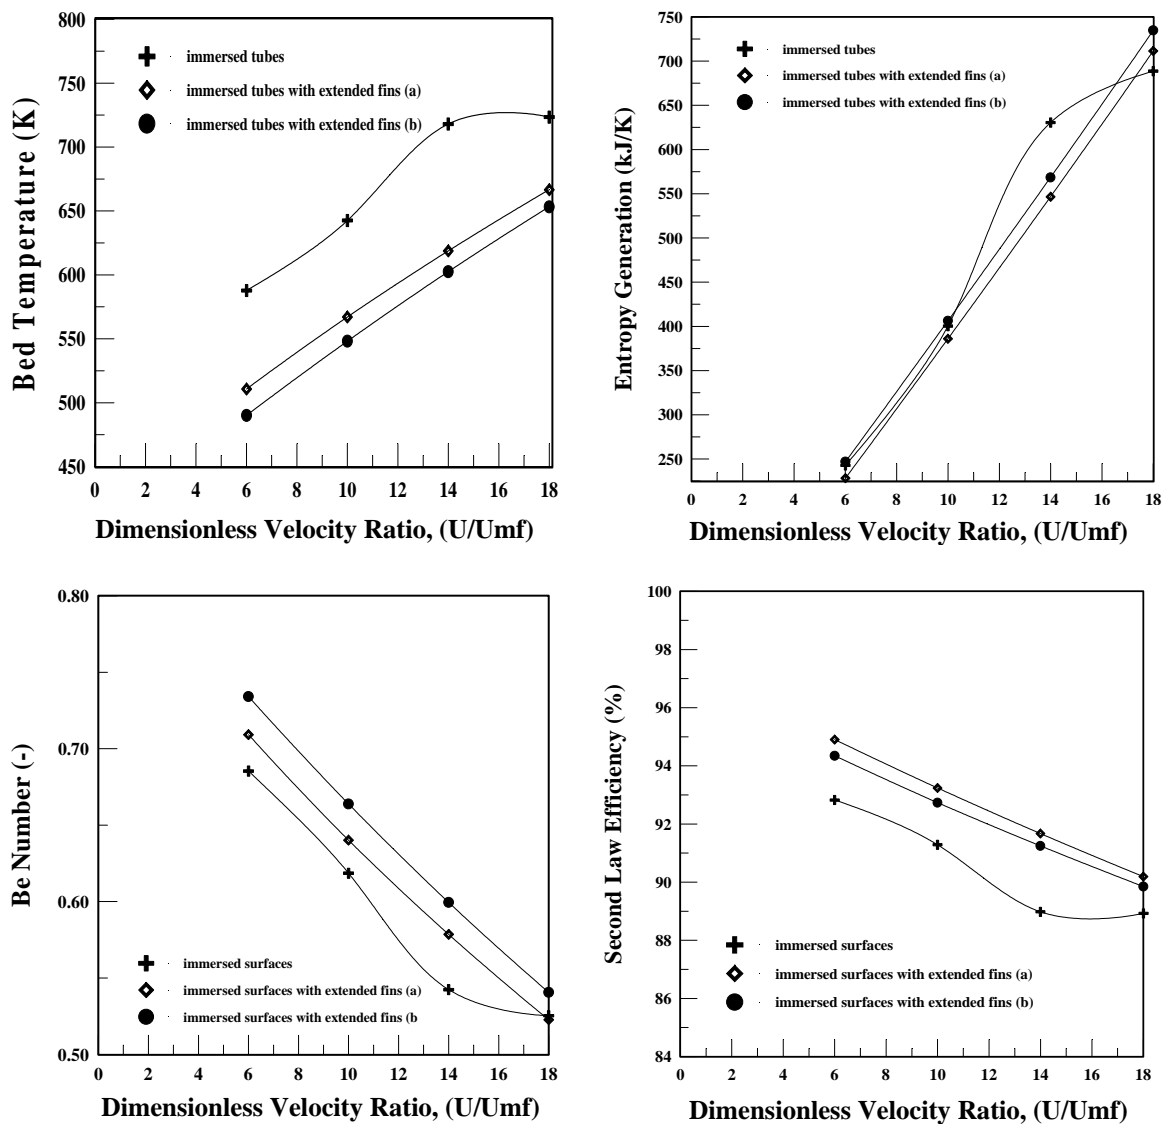 800
750
700
650
600
550
500
450
Bed Temperature (K)
immersed tubes
immersed tubes with extended fins (a)
immersed tubes with extended fins (b)
0 2 4 6 8 10 12 14 16 18
Dimensionless Velocity Ratio, (U/Umf)
750
700
650
600
550
500
450
400
350
300
250
Entropy Generation (kJ/K)
immersed tubes
immersed tubes with extended fins (a)
immersed tubes with extended fins (b)
0 2 4 6 8 10 12 14 16 18
Dimensionless Velocity Ratio, (U/Umf)
0.80
0.70
0.60
0.50
Be Number (-)
immersed surfaces
immersed surfaces with extended fins (a)
immersed surfaces with extended fins (b
0 2 4 6 8 10 12 14 16 18
Dimensionless Velocity Ratio, (U/Umf)
100
98
96
94
92
90
88
86
84
Second Law Efficiency (%)
immersed surfaces
immersed surfaces with extended fins (a)
immersed surfaces with extended fins (b)
0 2 4 6 8 10 12 14 16 18
Dimensionless Velocity Ratio, (U/Umf)